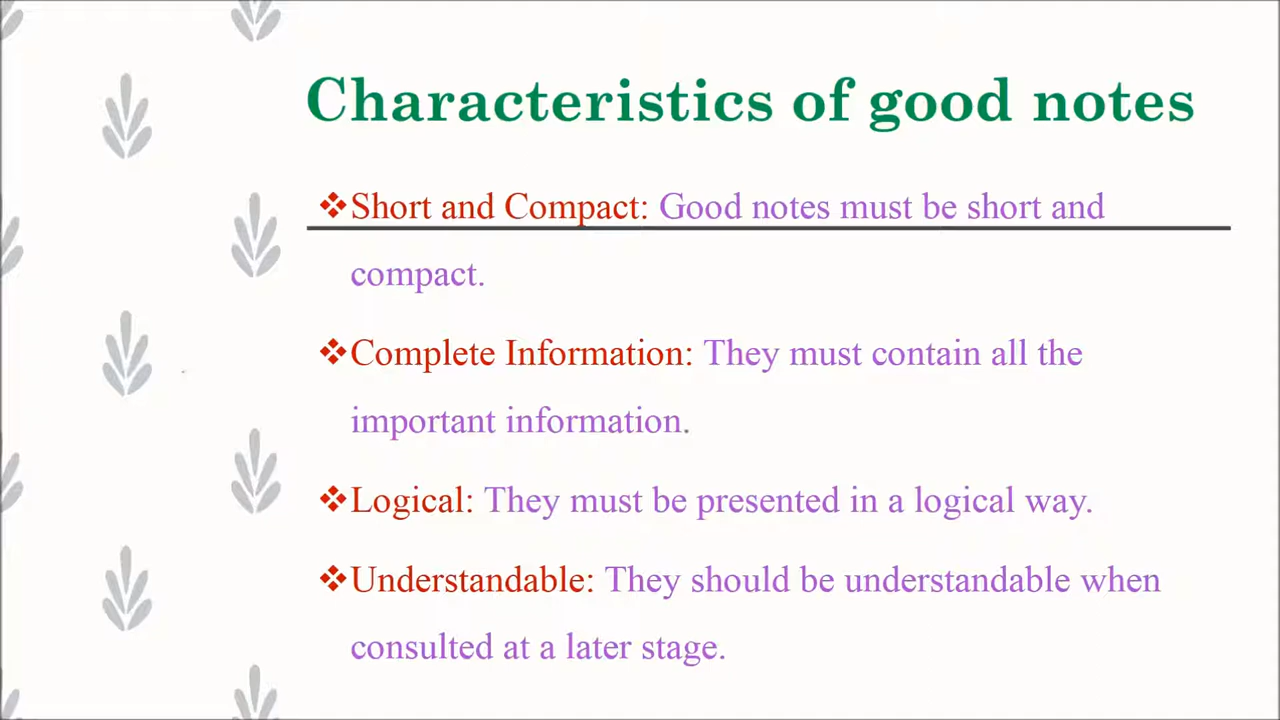 Characteristics of good notes
❖Short and Compact: Good notes must be short and
compact.
❖Complete Information: They must contain all the
important information.
❖Logical: They must be presented in a logical way.
❖Understandable: They should be understandable when
consulted at a later stage.